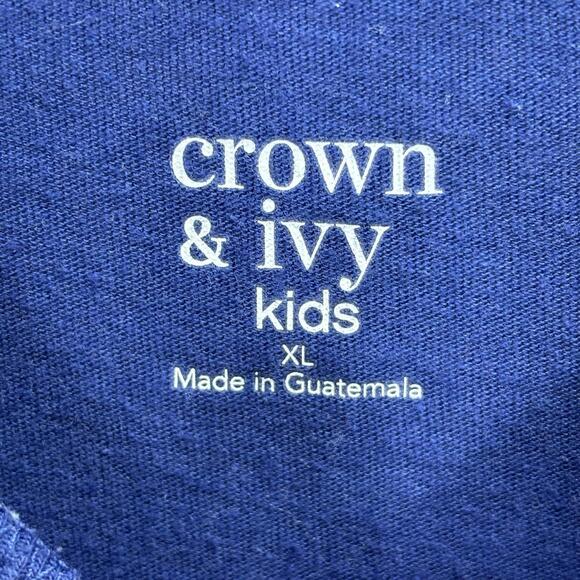 crown
& ivy
kids
XL
Made in Guatemala